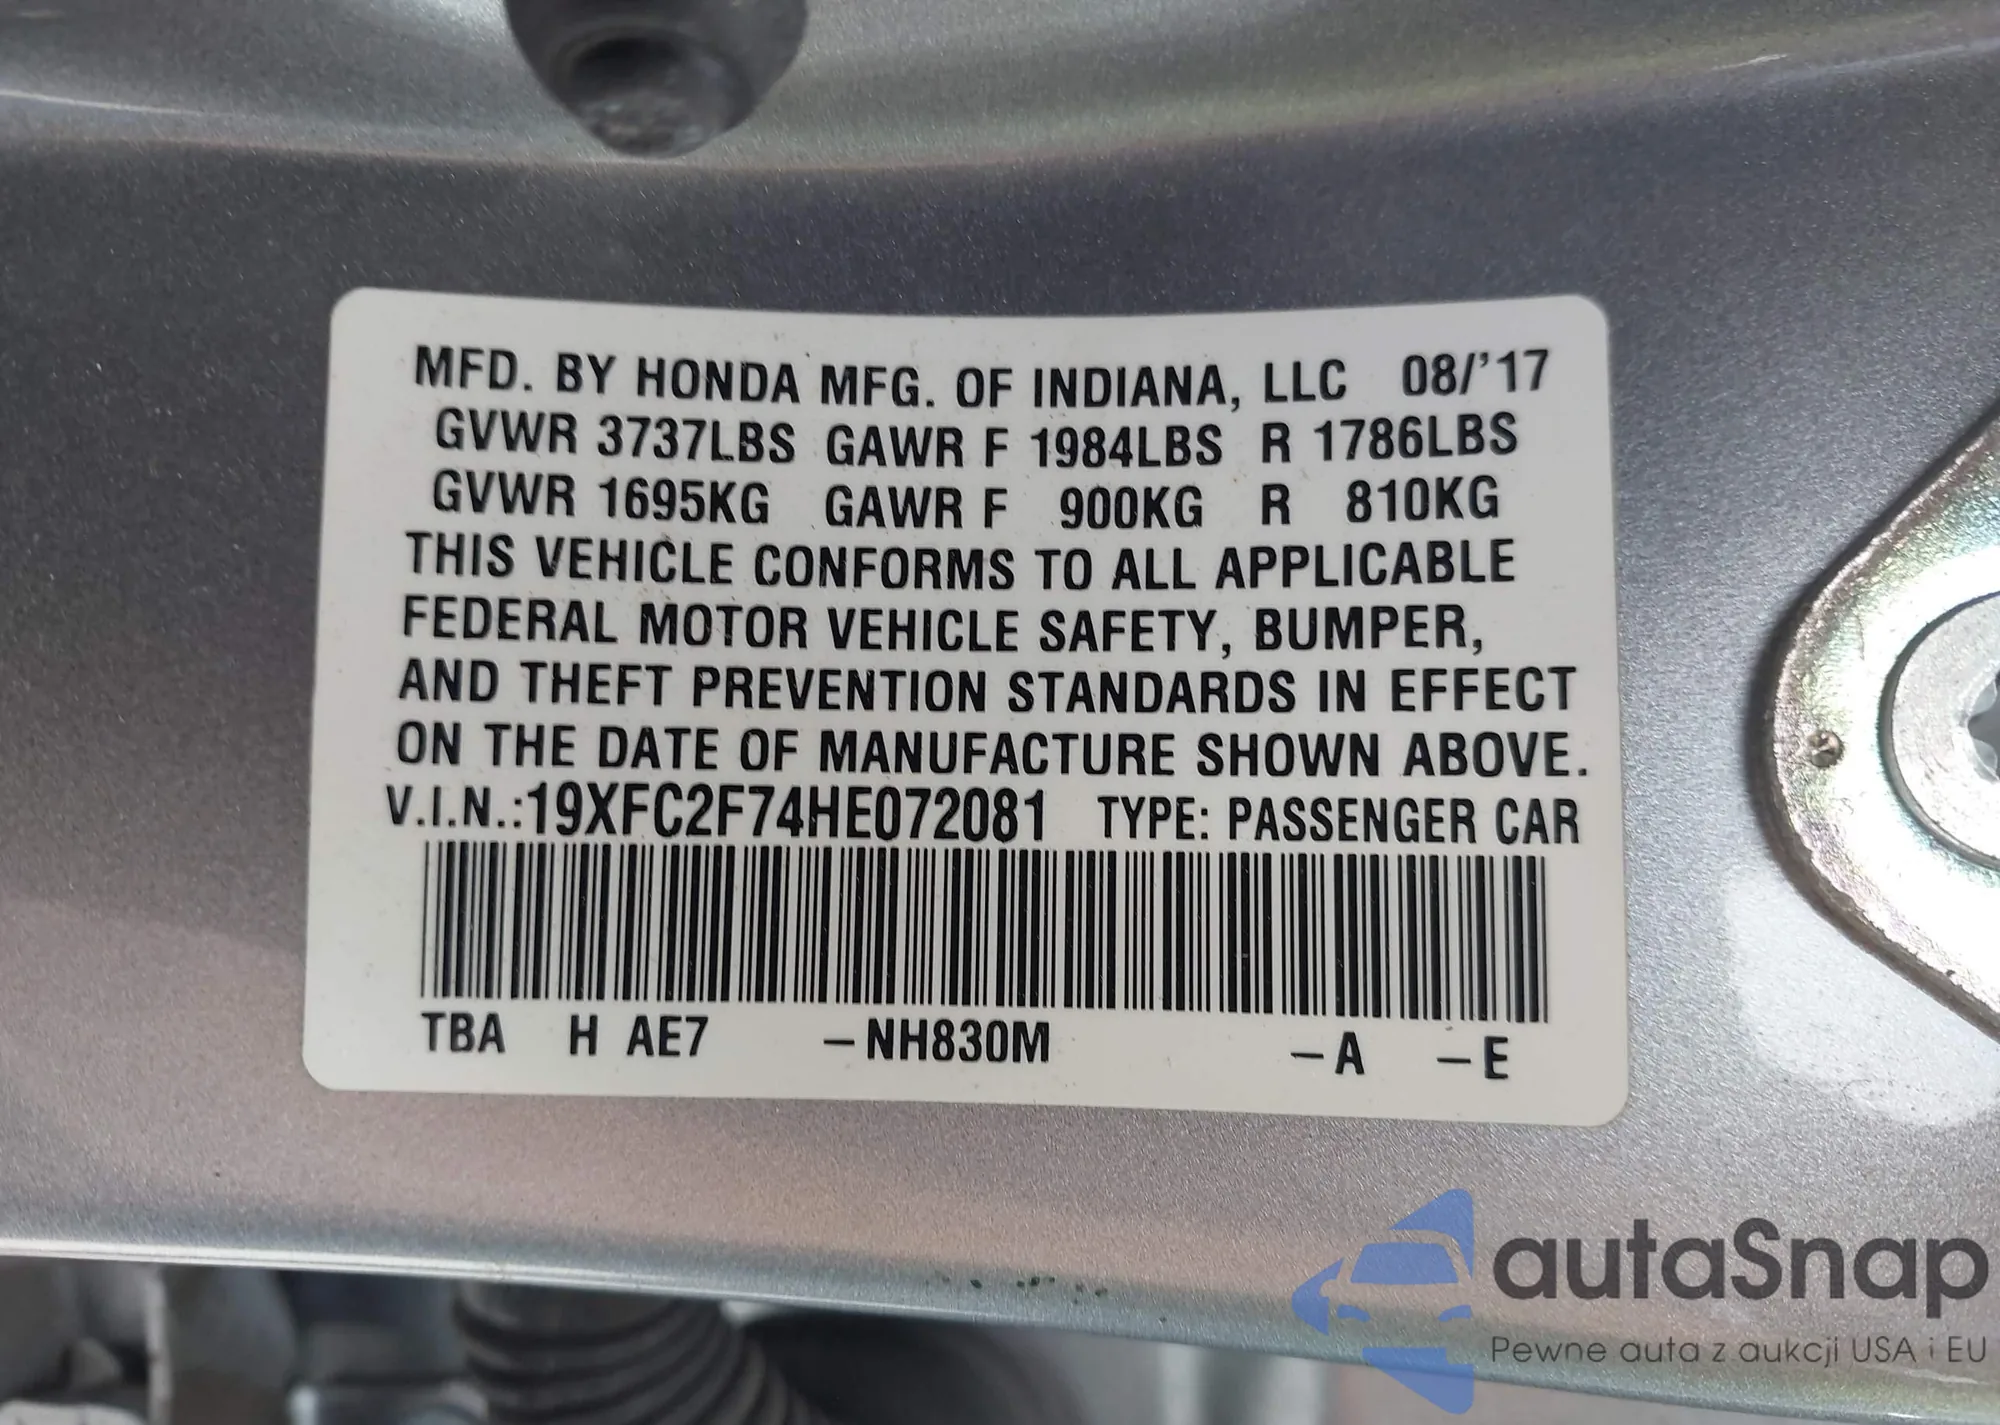 MFD. BY HONDA MFG. OF INDIANA, LLC 08/'17
GVWR 3737LBS GAWR F 1984LBS R 1786LBS
GVWR 1695KG GAWR F 900KG R 810KG
THIS VEHICLE CONFORMS TO ALL APPLICABLE
FEDERAL MOTOR VEHICLE SAFETY, BUMPER,
AND THEFT PREVENTION STANDARDS IN EFFECT
ON THE DATE OF MANUFACTURE SHOWN ABOVE.
V.I.N.:19XFC2F74HE072081 TYPE: PASSENGER CAR
TBA H AE7 –NH830M –A –E
autaSnap
Pewne auta z aukcji USA i EU